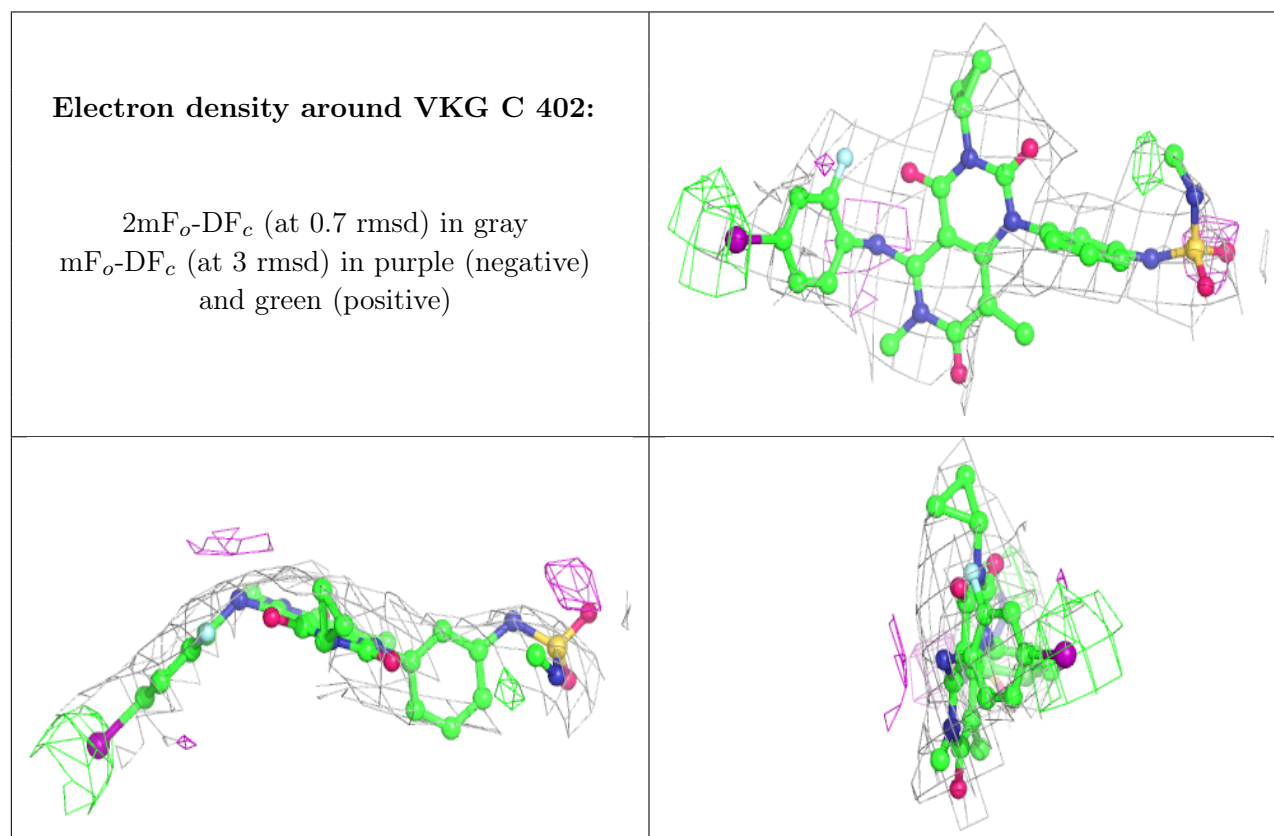 Electron density around VKG C 402:
2mFo-DFc (at 0.7 rmsd) in gray
mFo-DFc (at 3 rmsd) in purple (negative)
and green (positive)